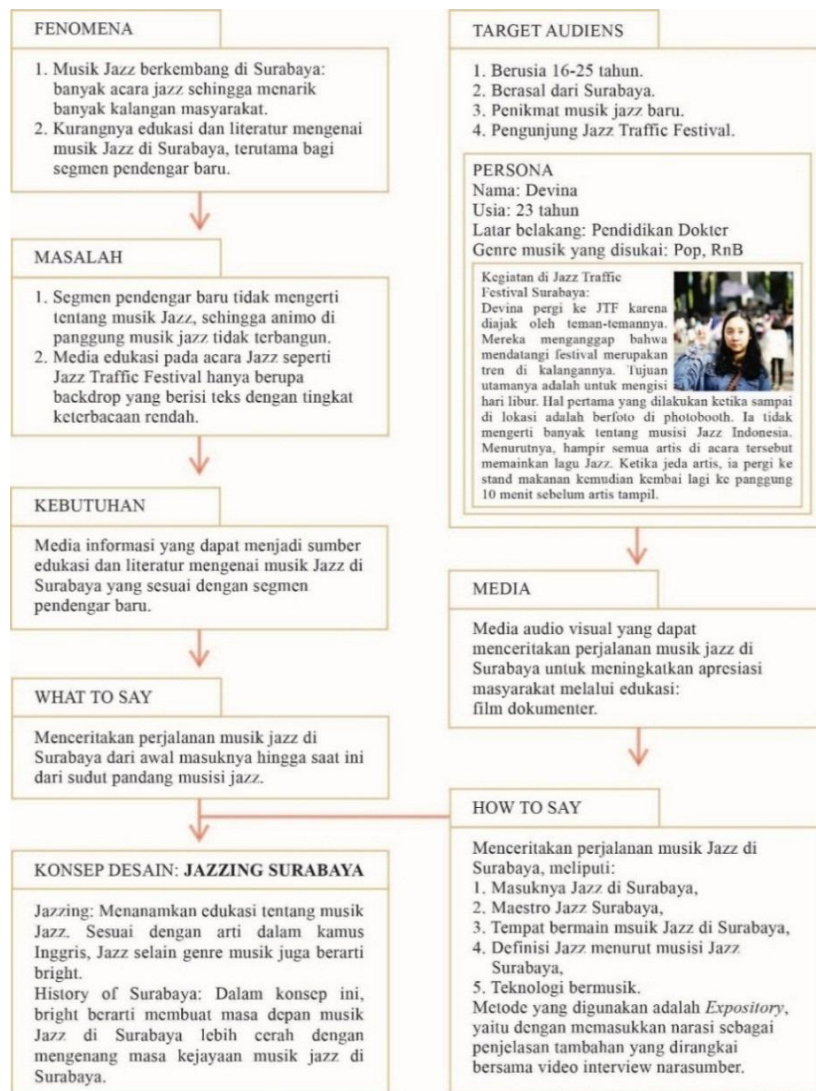 FENOMENA
1. Musik Jazz berkembang di Surabaya:
banyak acara jazz sehingga menarik
banyak kalangan masyarakat.
2. Kurangnya edukasi dan literatur mengenai
musik Jazz di Surabaya, terutama bagi
segmen pendengar baru.
MASALAH
1. Segmen pendengar baru tidak mengerti
tentang musik Jazz, sehingga animo di
panggung musik jazz tidak terbangun.
2. Media edukasi pada acara Jazz seperti
Jazz Traffic Festival hanya berupa
backdrop yang berisi teks dengan tingkat
keterbacaan rendah.
KEBUTUHAN
Media informasi yang dapat menjadi sumber
edukasi dan literatur mengenai musik Jazz di
Surabaya yang sesuai dengan segmen
pendengar baru.
WHAT TO SAY
Menceritakan perjalanan musik jazz di
Surabaya dari awal masuknya hingga saat ini
dari sudut pandang musisi jazz.
KONSEP DESAIN: JAZZING SURABAYA
Jazzing: Menanamkan edukasi tentang musik
Jazz. Sesuai dengan arti dalam kamus
Inggris, Jazz selain genre musik juga berarti
bright.
History of Surabaya: Dalam konsep ini,
bright berarti membuat masa depan musik
Jazz di Surabaya lebih cerah dengan
mengenang masa kejayaan musik jazz di
Surabaya.
TARGET AUDIENS
1. Berusia 16-25 tahun.
2. Berasal dari Surabaya.
3. Penikmat musik jazz baru.
4. Pengunjung Jazz Traffic Festival.
PERSONA
Nama: Devina
Usia: 23 tahun
Latar belakang: Pendidikan Dokter
Genre musik yang disukai: Pop, RnB
Kegiatan di Jazz Traffic
Festival Surabaya:
Devina pergi ke JTF karena
diajak oleh teman-temannya.
Mereka menganggap bahwa
mendatangi festival merupakan
tren di kalangannya. Tujuan
utamanya adalah untuk mengisi
hari libur. Hal pertama yang dilakukan ketika sampai
di lokasi adalah berfoto di photobooth. Ia tidak
mengerti banyak tentang musisi Jazz Indonesia.
Menurutnya, hampir semua artis di acara tersebut
memainkan lagu Jazz. Ketika jeda artis, ia pergi ke
stand makanan kemudian kembai lagi ke panggung
10 menit sebelum artis tampil.
MEDIA
Media audio visual yang dapat
menceritakan perjalanan musik jazz di
Surabaya untuk meningkatkan apresiasi
masyarakat melalui edukasi:
film dokumenter.
HOW TO SAY
Menceritakan perjalanan musik Jazz di
Surabaya, meliputi:
1. Masuknya Jazz di Surabaya,
2. Maestro Jazz Surabaya,
3. Tempat bermain msuik Jazz di Surabaya,
4. Definisi Jazz menurut musisi Jazz
Surabaya,
5. Teknologi bermusik.
Metode yang digunakan adalah Expository,
yaitu dengan memasukkan narasi sebagai
penjelasan tambahan yang dirangkai
bersama video interview narasumber.